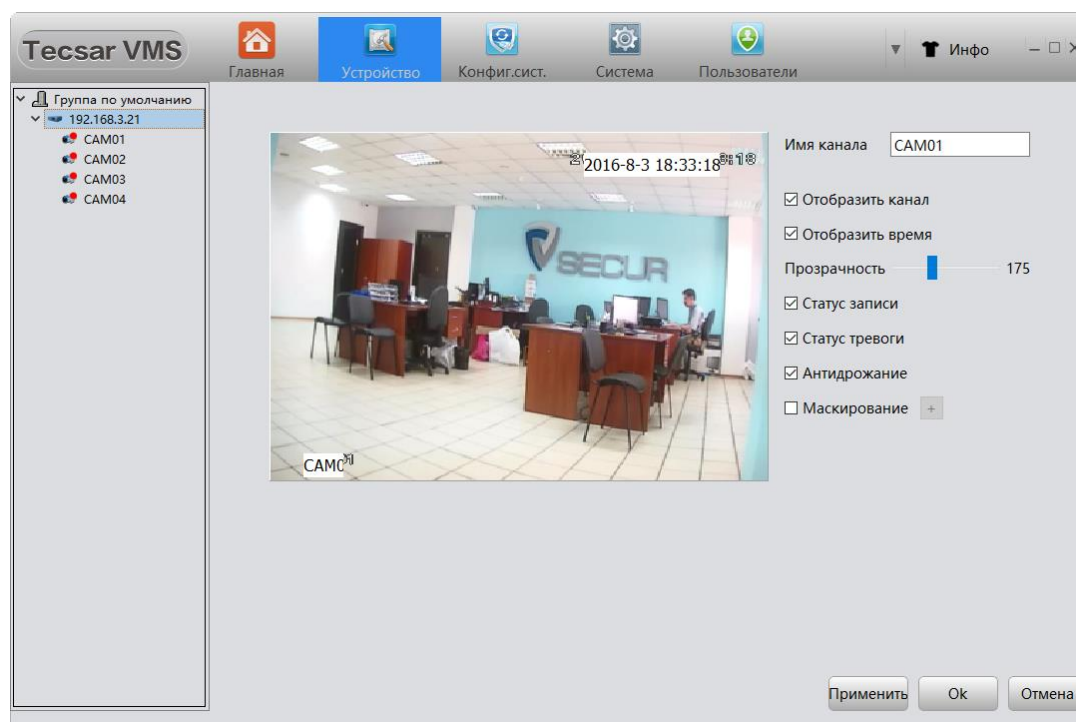 Tecsar VMS
Главная
Устройство
Конфиг.сист.
Система
Пользователи
Инфо
Группа по умолчанию
192.168.3.21
CAM01
CAM02
CAM03
CAM04
2016-8-3 18:33:18
SECUR
CAM0
Имя канала CAM01
Отобразить канал
Отобразить время
Прозрачность 175
Статус записи
Статус тревоги
Антидрожание
Маскирование +
Применить Ok Отмена